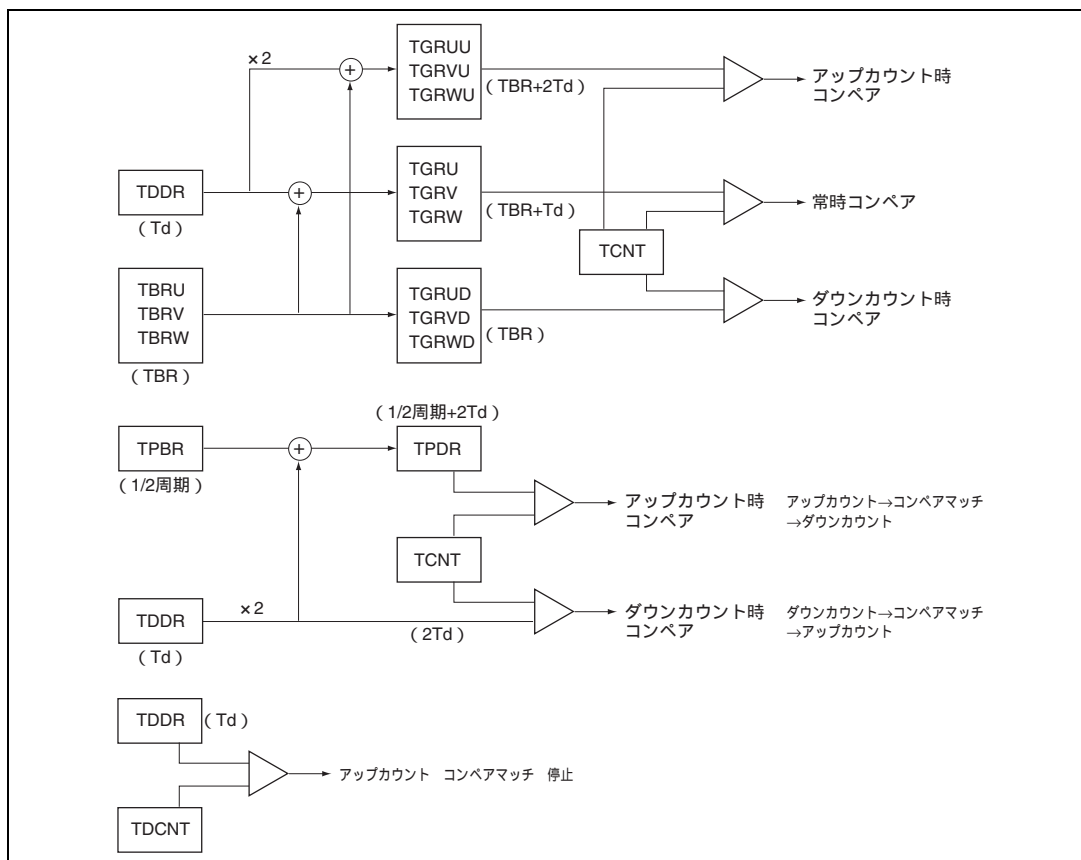 ×2
TGRUU
TGRVU
TGRWU
(TBR+2Td)
アップカウント時
コンペア
TDDR
(Td)
TGRU
TGRV
TGRW
(TBR+Td)
常時コンペア
TCNT
TBRU
TBRV
TBRW
(TBR)
TGRUD
TGRVD
TGRWD
(TBR)
ダウンカウント時
コンペア
TPBR
(1/2周期)
(1/2周期+2Td)
TPDR
アップカウント時
コンペア
アップカウント→コンペアマッチ
→ダウンカウント
TCNT
TDDR
(Td)
×2
(2Td)
ダウンカウント時
コンペア
ダウンカウント→コンペアマッチ
→アップカウント
TDDR
(Td)
アップカウント コンペアマッチ 停止
TDCNT